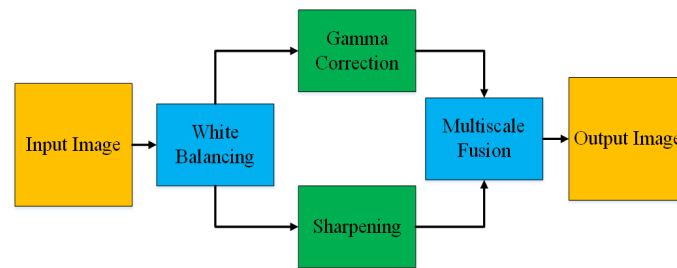 Input Image
White
Balancing
Gamma
Correction
Sharpening
Multiscale
Fusion
Output Image